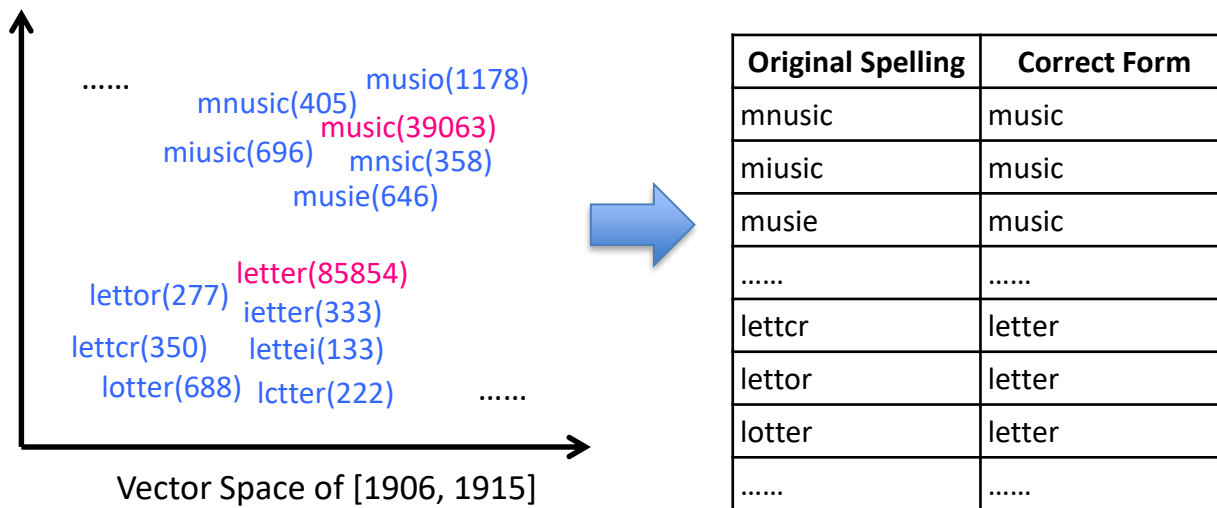 ……
musio(1178)
mnusic(405)
music(39063)
miusic(696)
mnsic(358)
musie(646)
letter(85854)
lettor(277)
ietter(333)
lettcr(350)
lettei(133)
lotter(688)
lctter(222)
……
Vector Space of [1906, 1915]
Original Spelling Correct Form
mnusic music
miusic music
musie music
…… ……
lettcr letter
lettor letter
lotter letter
…… ……